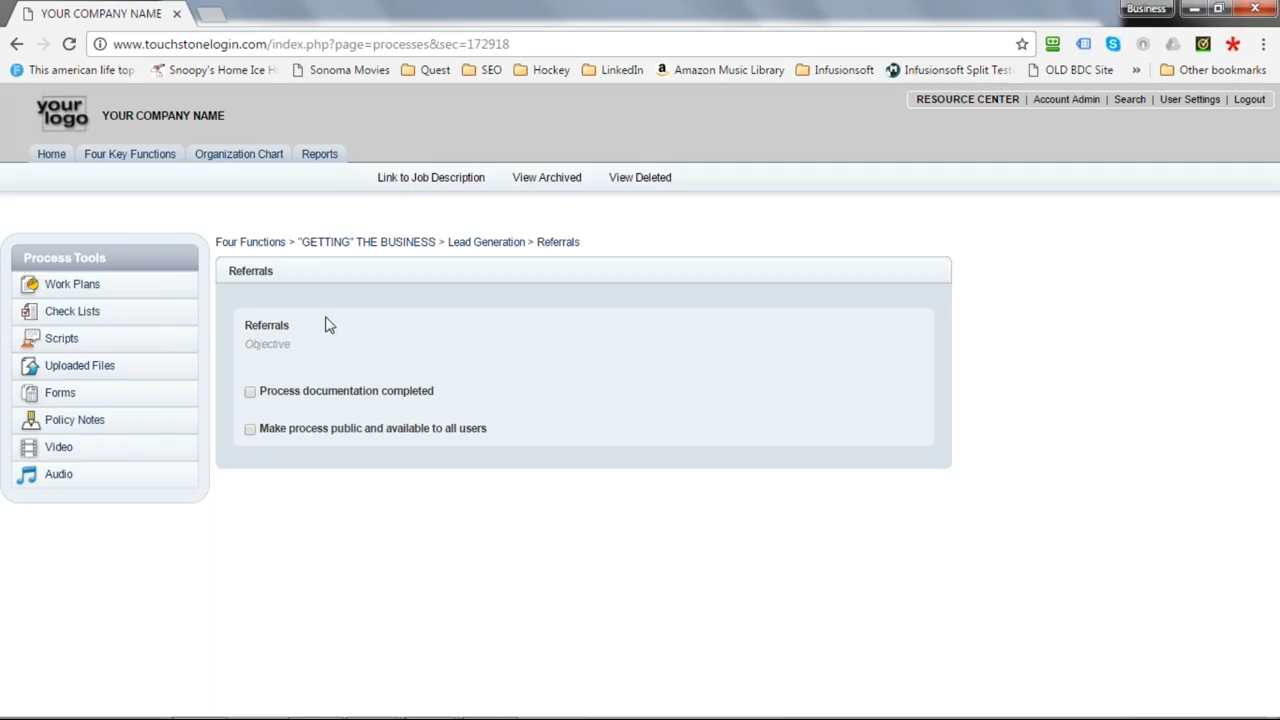 YOUR COMPANY NAME
Business
www.touchstonelogin.com/index.php?page=processes&sec=172918
This american life top
Snoopy's Home Ice H
Sonoma Movies
Quest
SEO
Hockey
LinkedIn
Amazon Music Library
Infusionsoft
Infusionsoft Split Test
OLD BDC Site
»
Other bookmarks
your logo
YOUR COMPANY NAME
RESOURCE CENTER | Account Admin | Search | User Settings | Logout
Home
Four Key Functions
Organization Chart
Reports
Link to Job Description
View Archived
View Deleted
Four Functions > "GETTING" THE BUSINESS > Lead Generation > Referrals
Process Tools
Work Plans
Check Lists
Scripts
Uploaded Files
Forms
Policy Notes
Video
Audio
Referrals
Referrals
Objective
Process documentation completed
Make process public and available to all users